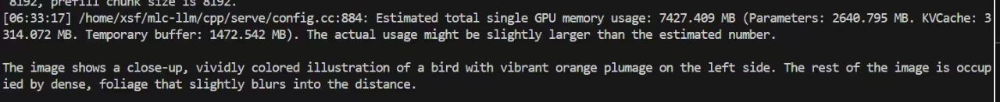 8192, prefill chunk size is 8192.
[06:33:17] /home/xsf/mlc-llm/cpp/serve/config.cc:884: Estimated total single GPU memory usage: 7427.409 MB (Parameters: 2640.795 MB. KVCache: 3
314.072 MB. Temporary buffer: 1472.542 MB). The actual usage might be slightly larger than the estimated number.
The image shows a close-up, vividly colored illustration of a bird with vibrant orange plumage on the left side. The rest of the image is occup
ied by dense, foliage that slightly blurs into the distance.